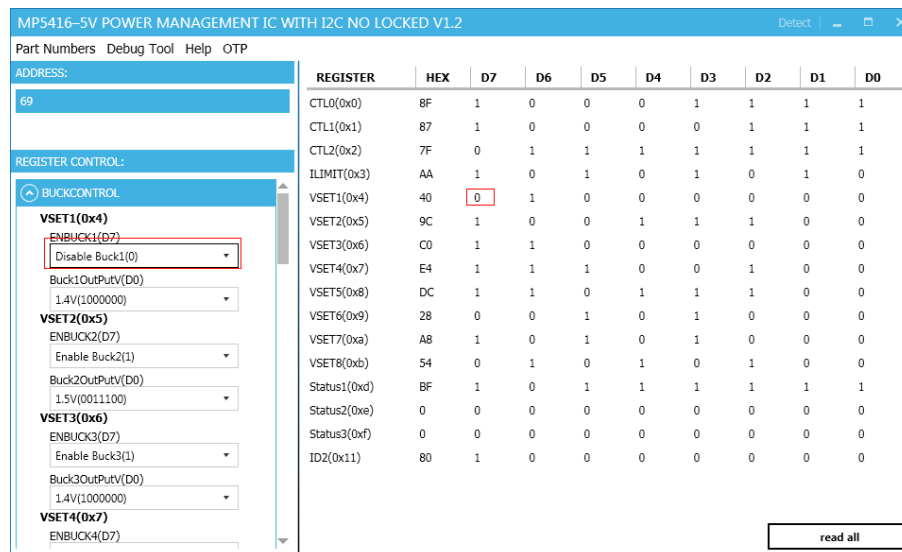 MP5416–5V POWER MANAGEMENT IC WITH I2C NO LOCKED V1.2 Detect
Part Numbers Debug Tool Help OTP
ADDRESS:
69
REGISTER CONTROL:
BUCKCONTROL
VSET1(0x4)
ENBUCK1(D7)
Disable Buck1(0)
Buck1OutPutV(D0)
1.4V(1000000)
VSET2(0x5)
ENBUCK2(D7)
Enable Buck2(1)
Buck2OutPutV(D0)
1.5V(0011100)
VSET3(0x6)
ENBUCK3(D7)
Enable Buck3(1)
Buck3OutPutV(D0)
1.4V(1000000)
VSET4(0x7)
ENBUCK4(D7)
REGISTER HEX D7 D6 D5 D4 D3 D2 D1 D0
CTL0(0x0) 8F 1 0 0 0 1 1 1 1
CTL1(0x1) 87 1 0 0 0 0 1 1 1
CTL2(0x2) 7F 0 1 1 1 1 1 1 1
ILIMIT(0x3) AA 1 0 1 0 1 0 1 0
VSET1(0x4) 40 0 1 0 0 0 0 0 0
VSET2(0x5) 9C 1 0 0 1 1 1 0 0
VSET3(0x6) C0 1 1 0 0 0 0 0 0
VSET4(0x7) E4 1 1 1 0 0 1 0 0
VSET5(0x8) DC 1 1 0 1 1 1 0 0
VSET6(0x9) 28 0 0 1 0 1 0 0 0
VSET7(0xa) A8 1 0 1 0 1 0 0 0
VSET8(0xb) 54 0 1 0 1 0 1 0 0
Status1(0xd) BF 1 0 1 1 1 1 1 1
Status2(0xe) 0 0 0 0 0 0 0 0 0
Status3(0xf) 0 0 0 0 0 0 0 0 0
ID2(0x11) 80 1 0 0 0 0 0 0 0
read all